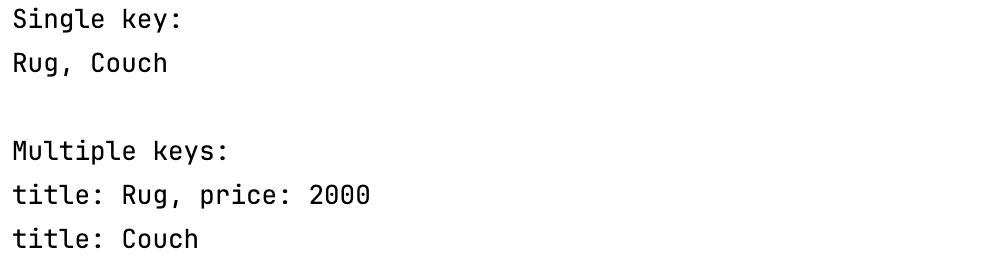 Single key:
Rug, Couch
Multiple keys:
title: Rug, price: 2000
title: Couch